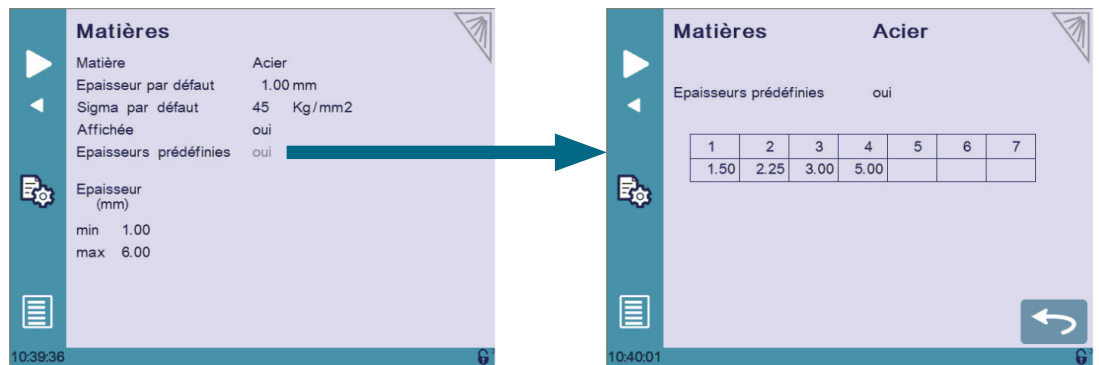 Matières
Matière Acier
Epaisseur par défaut 1.00 mm
Sigma par défaut 45 Kg/mm2
Affichée oui
Epaisseurs prédéfinies oui
Epaisseur
(mm)
min 1.00
max 6.00
10:39:36
Matières Acier
Epaisseurs prédéfinies oui
1 2 3 4 5 6 7
1.50 2.25 3.00 5.00
10:40:01